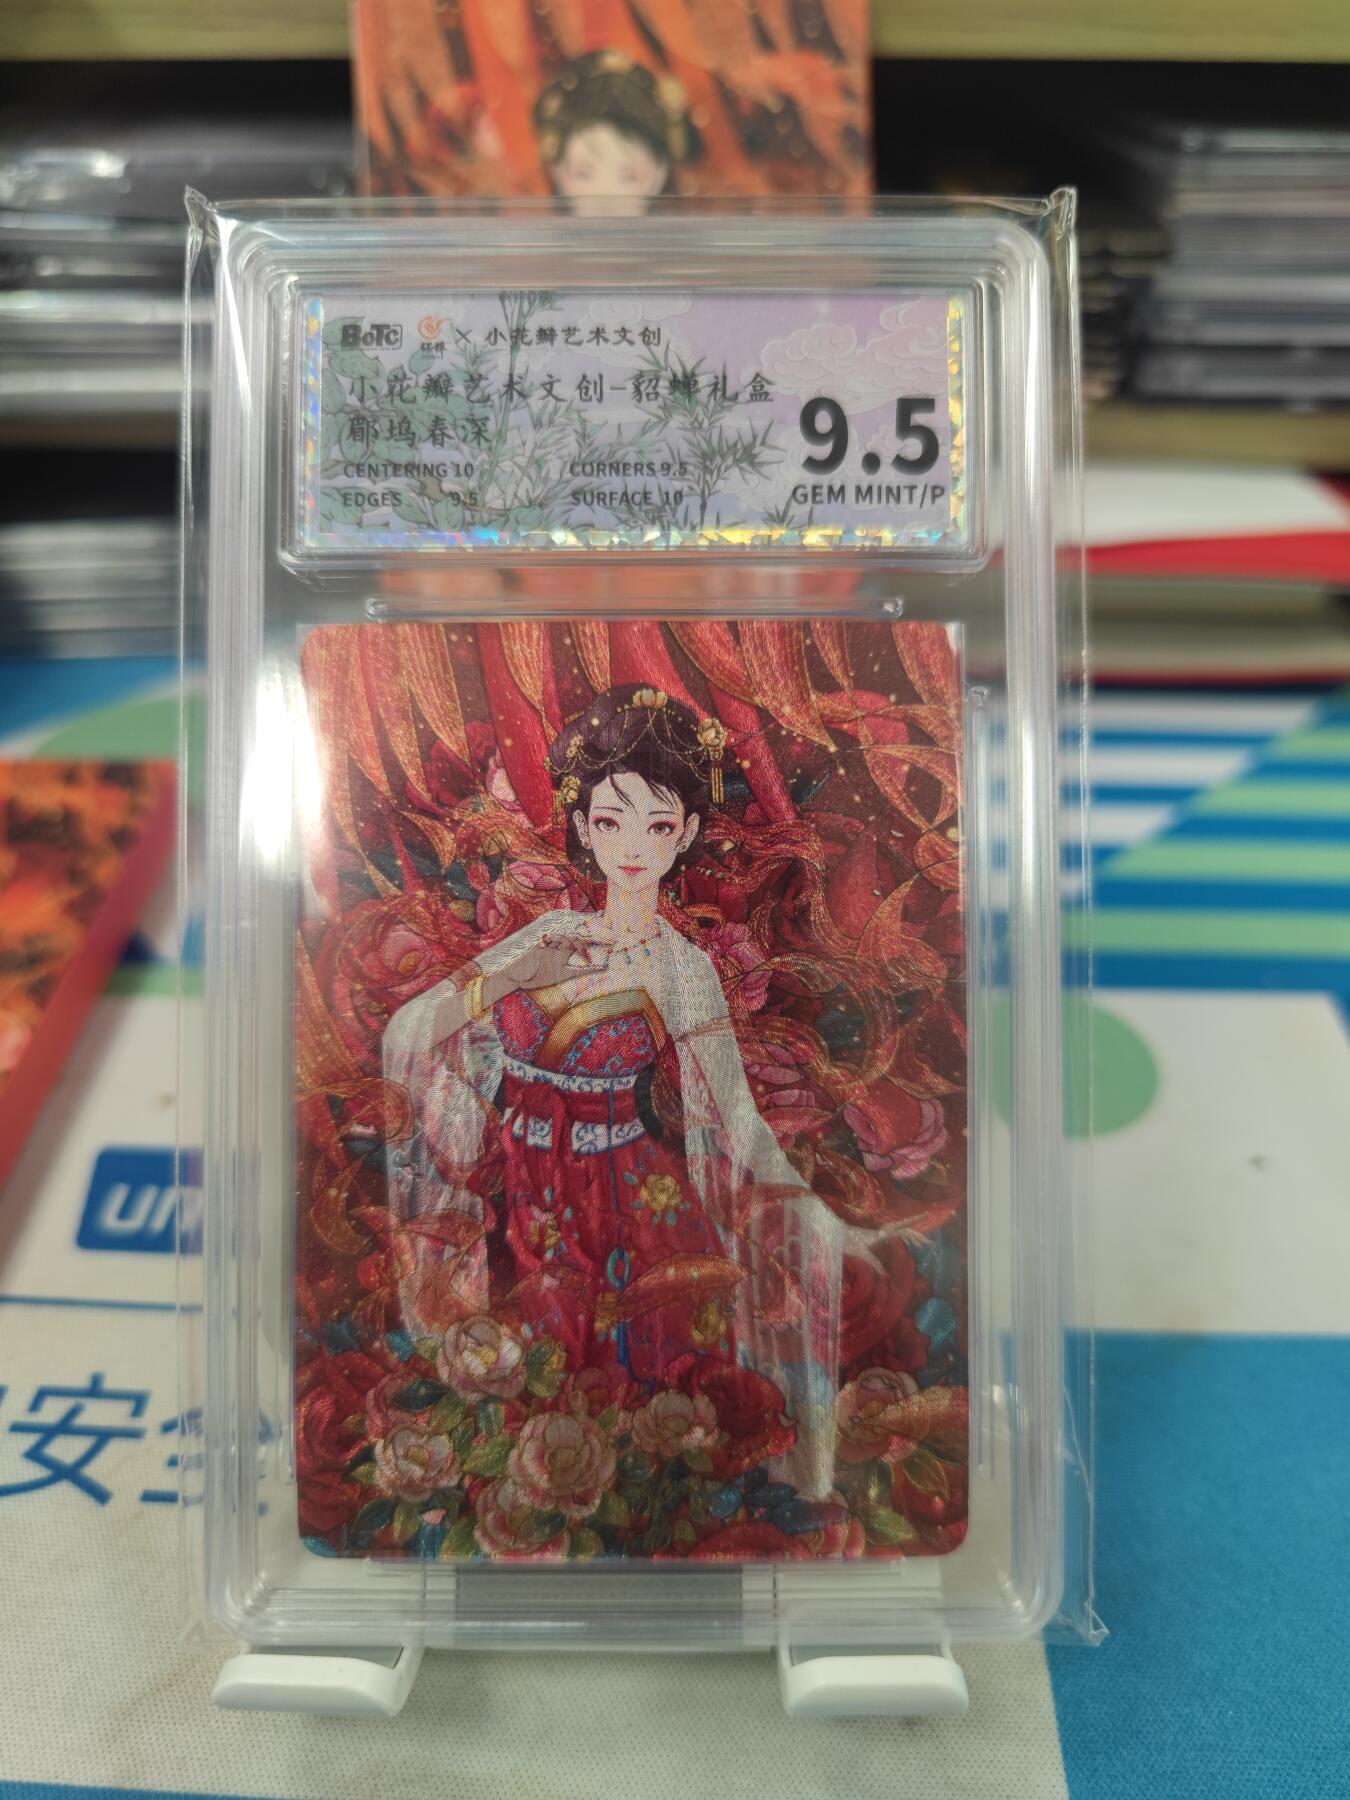 BoTc × 小花瓣艺术文创
小花瓣艺术文创-貂蝉礼盒
郿坞春深
CENTERING 10 CORNERS 9.5
EDGES 9.5 SURFACE 10
9.5
GEM MINT/P
UN
安全